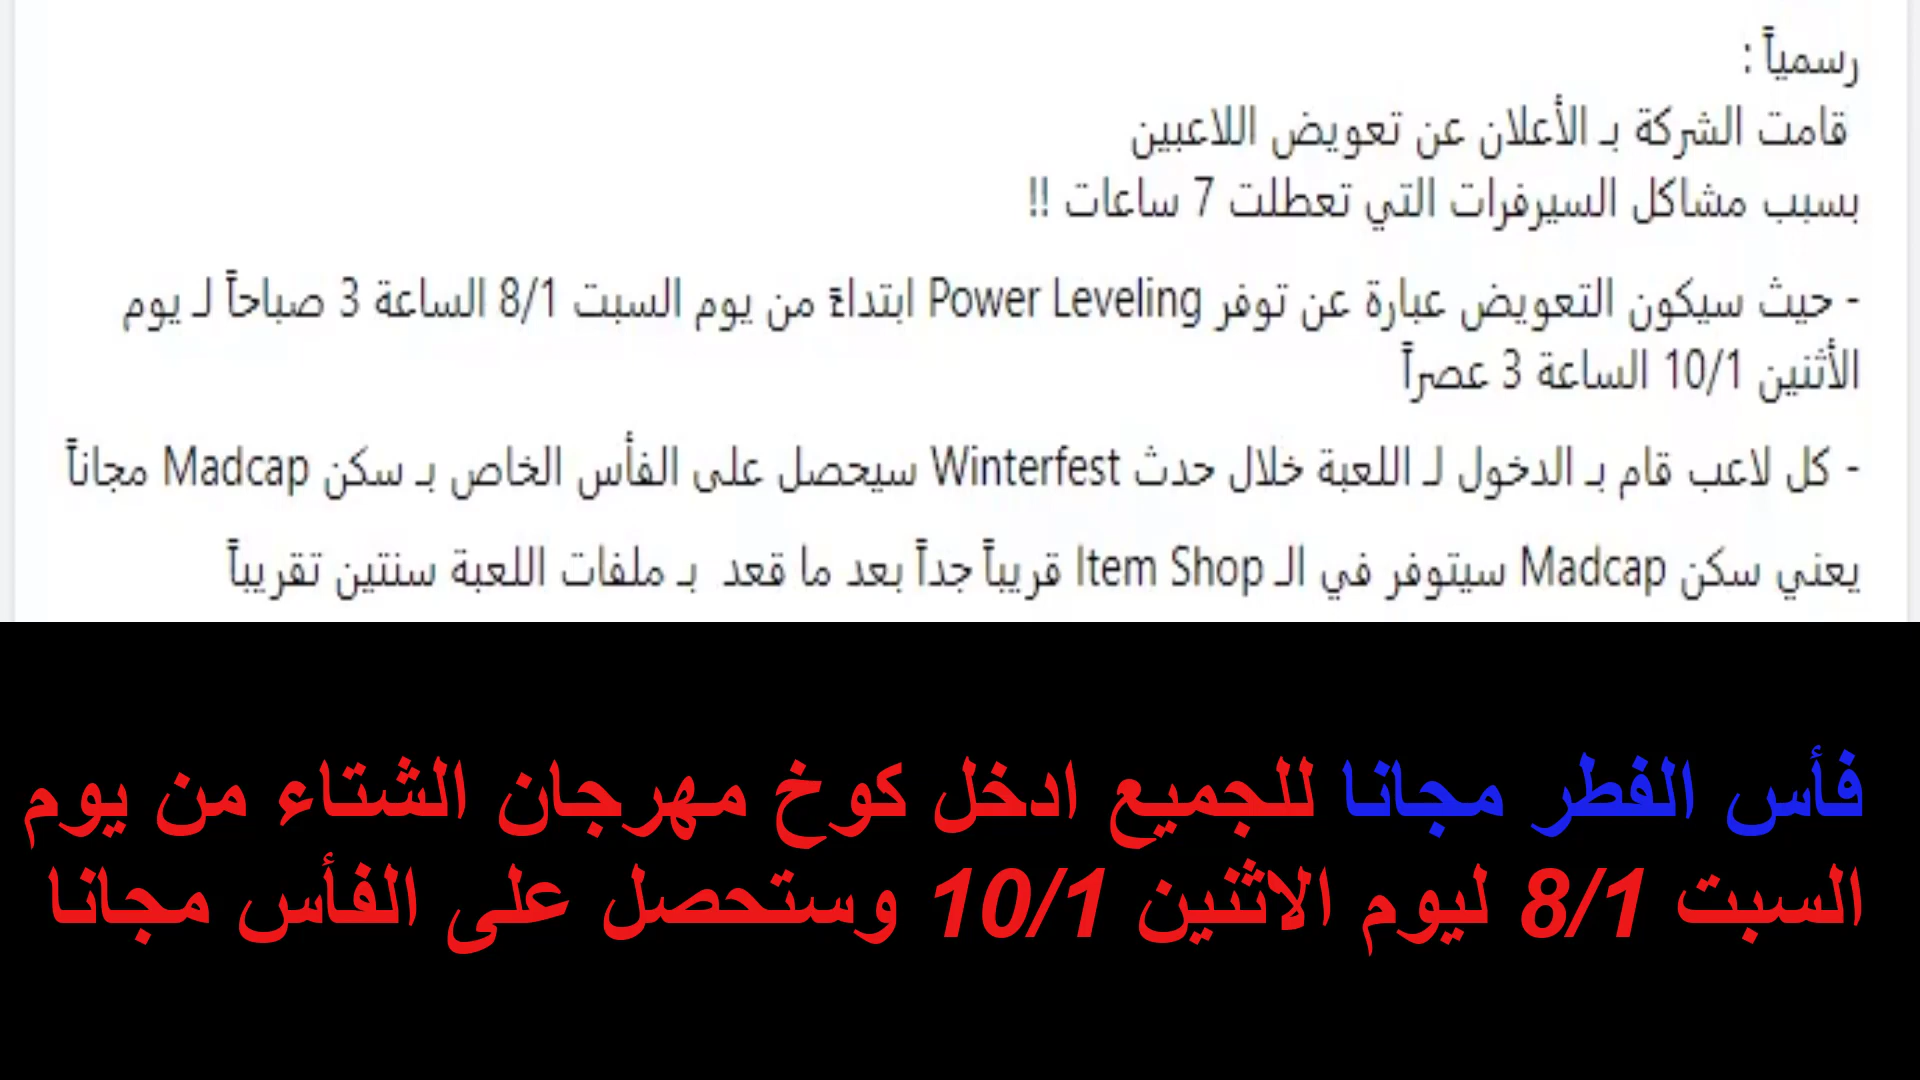 رسمياً :
قامت الشركة بـ الأعلان عن تعويض اللاعبين
بسبب مشاكل السيرفرات التي تعطلت 7 ساعات !!
- حيث سيكون التعويض عبارة عن توفر Power Leveling ابتداءً من يوم السبت 8/1 الساعة 3 صباحاً لـ يوم
الأثنين 10/1 الساعة 3 عصراً
- كل لاعب قام بـ الدخول لـ اللعبة خلال حدث Winterfest سيحصل على الفأس الخاص بـ سكن Madcap مجاناً
يعني سكن Madcap سيتوفر في الـ Item Shop قريباً جداً بعد ما قعد بـ ملفات اللعبة سنتين تقريباً
فأس الفطر مجانا للجميع ادخل كوخ مهرجان الشتاء من يوم
السبت 8/1 ليوم الاثنين 10/1 وستحصل على الفأس مجانا